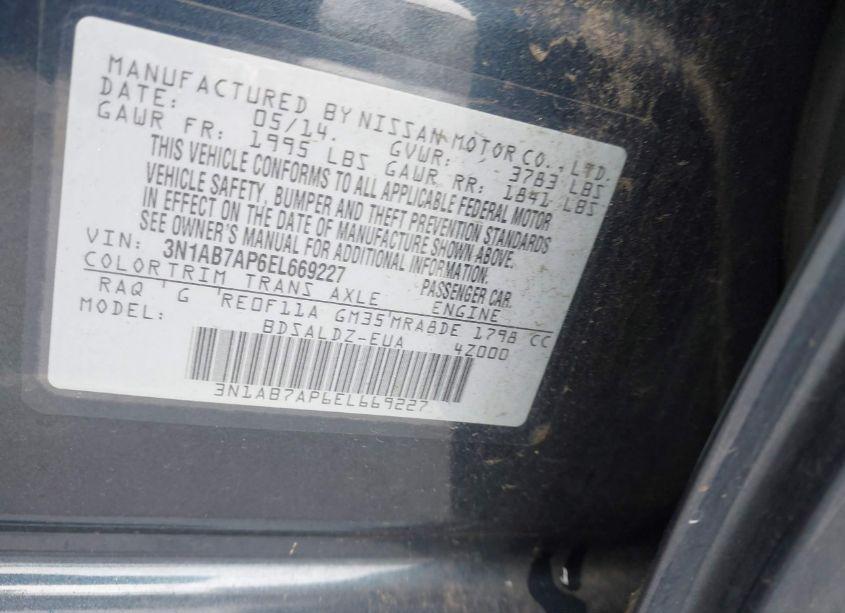 MANUFACTURED BY NISSAN MOTOR CO., LTD.
DATE: 05/14. GVWR: 3783 LBS
GAWR FR: 1995 LBS GAWR RR: 1841 LBS
THIS VEHICLE CONFORMS TO ALL APPLICABLE FEDERAL MOTOR
VEHICLE SAFETY, BUMPER AND THEFT PREVENTION STANDARDS
IN EFFECT ON THE DATE OF MANUFACTURE SHOWN ABOVE.
SEE OWNER'S MANUAL FOR ADDITIONAL INFORMATION.
VIN: 3N1AB7AP6EL669227 PASSENGER CAR.
COLOR TRIM TRANS AXLE ENGINE
RAQ G RE0F11A GM35 MRA8DE 1798 CC
MODEL: BDSALDZ-EUA 4Z000
3N1AB7AP6EL669227